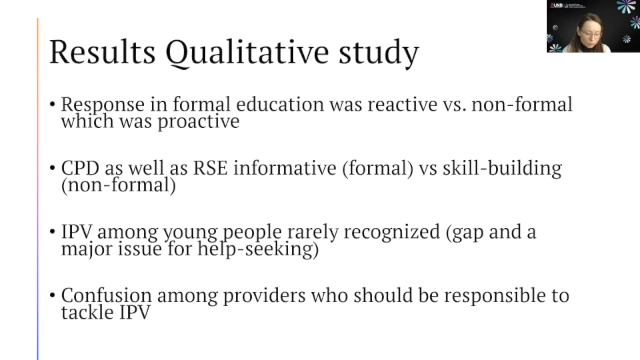 UNB
Results Qualitative study
• Response in formal education was reactive vs. non-formal
which was proactive
• CPD as well as RSE informative (formal) vs skill-building
(non-formal)
• IPV among young people rarely recognized (gap and a
major issue for help-seeking)
• Confusion among providers who should be responsible to
tackle IPV